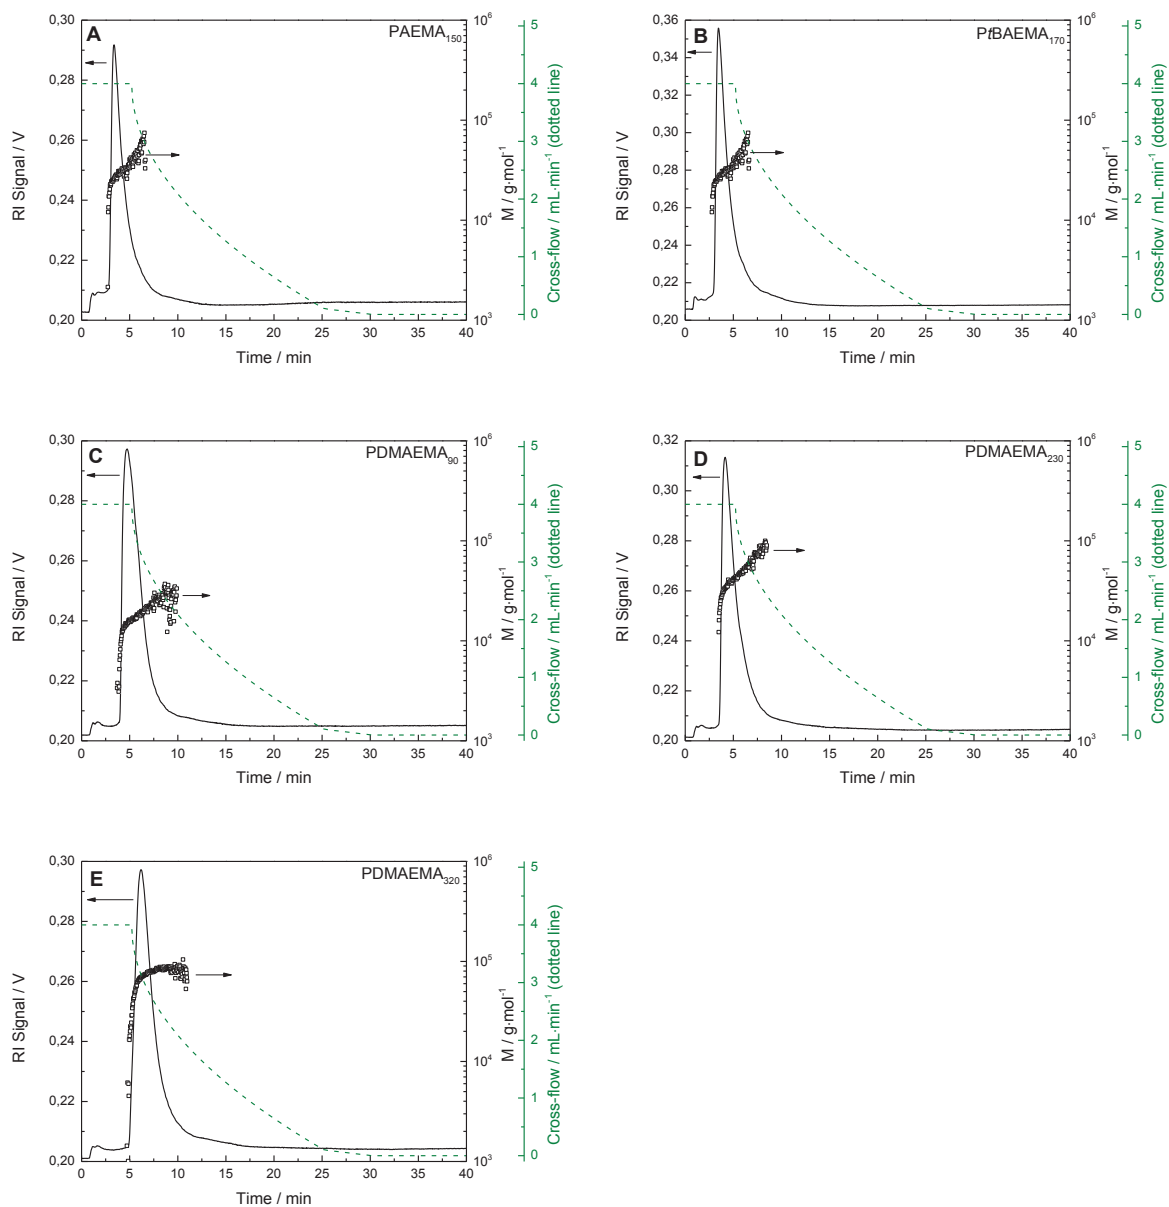 A
PAEMA150
RI Signal / V
0,30
0,28
0,26
0,24
0,22
0,20
0 5 10 15 20 25 30 35 40
Time / min
10⁶
10⁵
10⁴
10³
M / g·mol⁻¹
5
4
3
2
1
0
Cross-flow / mL·min⁻¹ (dotted line)
B
PtBAEMA170
RI Signal / V
0,36
0,34
0,32
0,30
0,28
0,26
0,24
0,22
0,20
0 5 10 15 20 25 30 35 40
Time / min
10⁶
10⁵
10⁴
10³
M / g·mol⁻¹
5
4
3
2
1
0
Cross-flow / mL·min⁻¹ (dotted line)
C
PDMAEMA90
RI Signal / V
0,30
0,28
0,26
0,24
0,22
0,20
0 5 10 15 20 25 30 35 40
Time / min
10⁶
10⁵
10⁴
10³
M / g·mol⁻¹
5
4
3
2
1
0
Cross-flow / mL·min⁻¹ (dotted line)
D
PDMAEMA230
RI Signal / V
0,32
0,30
0,28
0,26
0,24
0,22
0,20
0 5 10 15 20 25 30 35 40
Time / min
10⁶
10⁵
10⁴
10³
M / g·mol⁻¹
5
4
3
2
1
0
Cross-flow / mL·min⁻¹ (dotted line)
E
PDMAEMA320
RI Signal / V
0,30
0,28
0,26
0,24
0,22
0,20
0 5 10 15 20 25 30 35 40
Time / min
10⁶
10⁵
10⁴
10³
M / g·mol⁻¹
5
4
3
2
1
0
Cross-flow / mL·min⁻¹ (dotted line)